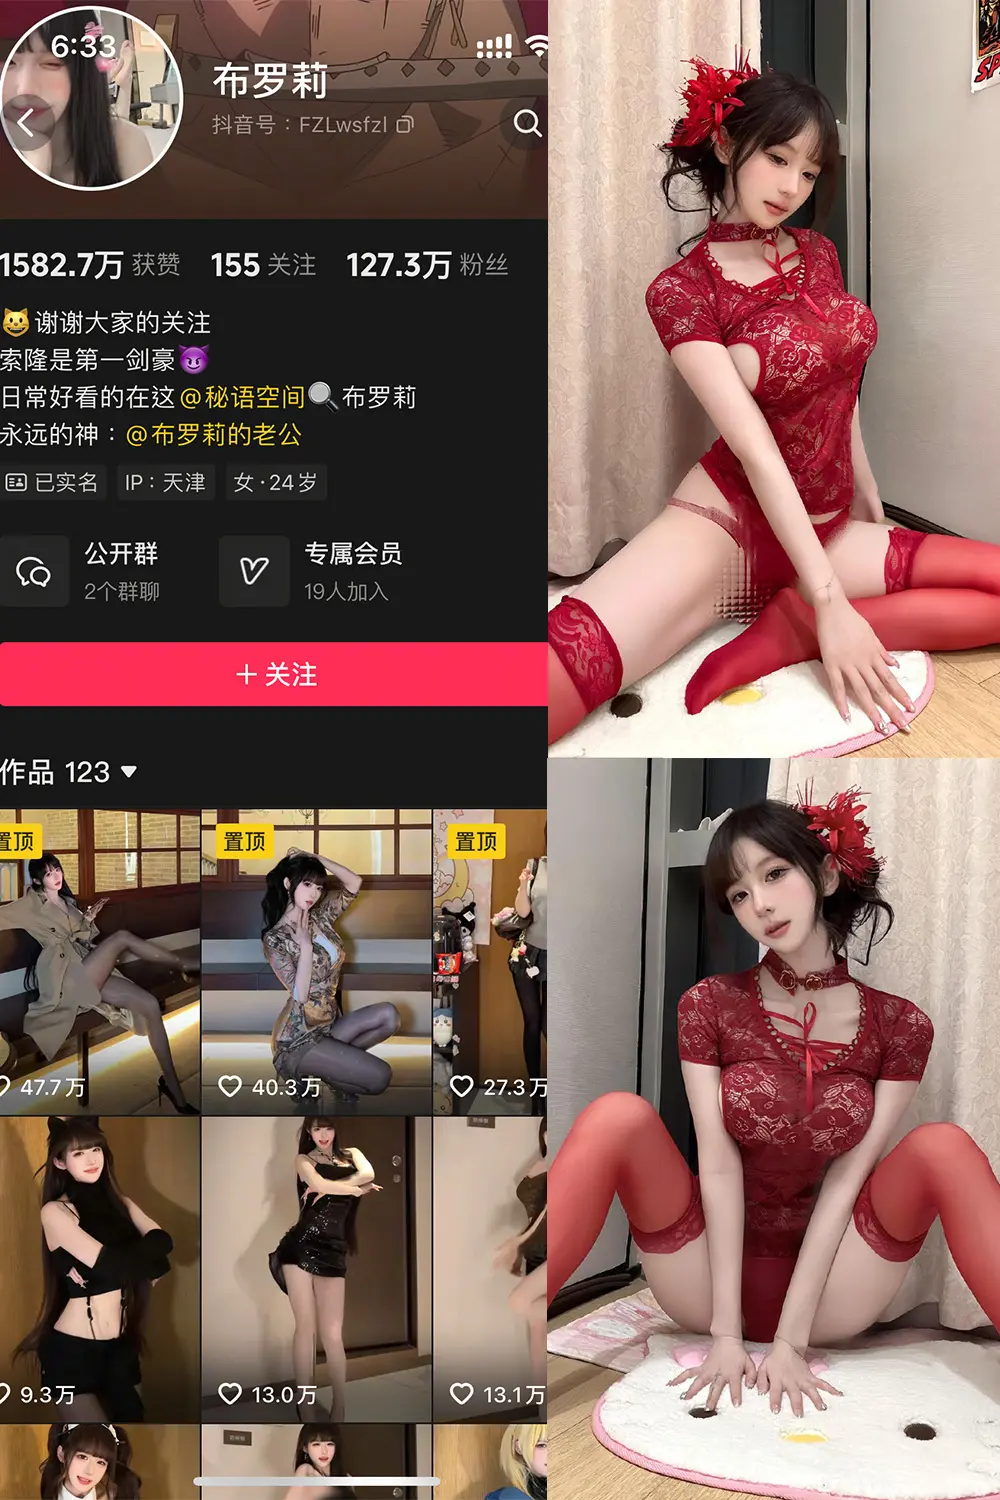 6:33
布罗莉
抖音号：FZLwsfzl
1582.7万 获赞 155 关注 127.3万 粉丝
😺谢谢大家的关注
索隆是第一剑豪😈
日常好看的在这@秘语空间🔍布罗莉
永远的神：@布罗莉的老公
已实名 IP：天津 女·24岁
公开群 专属会员
2个群聊 19人加入
+ 关注
作品 123
置顶 置顶 置顶
47.7万 40.3万 27.3万
9.3万 13.0万 13.1万
SP